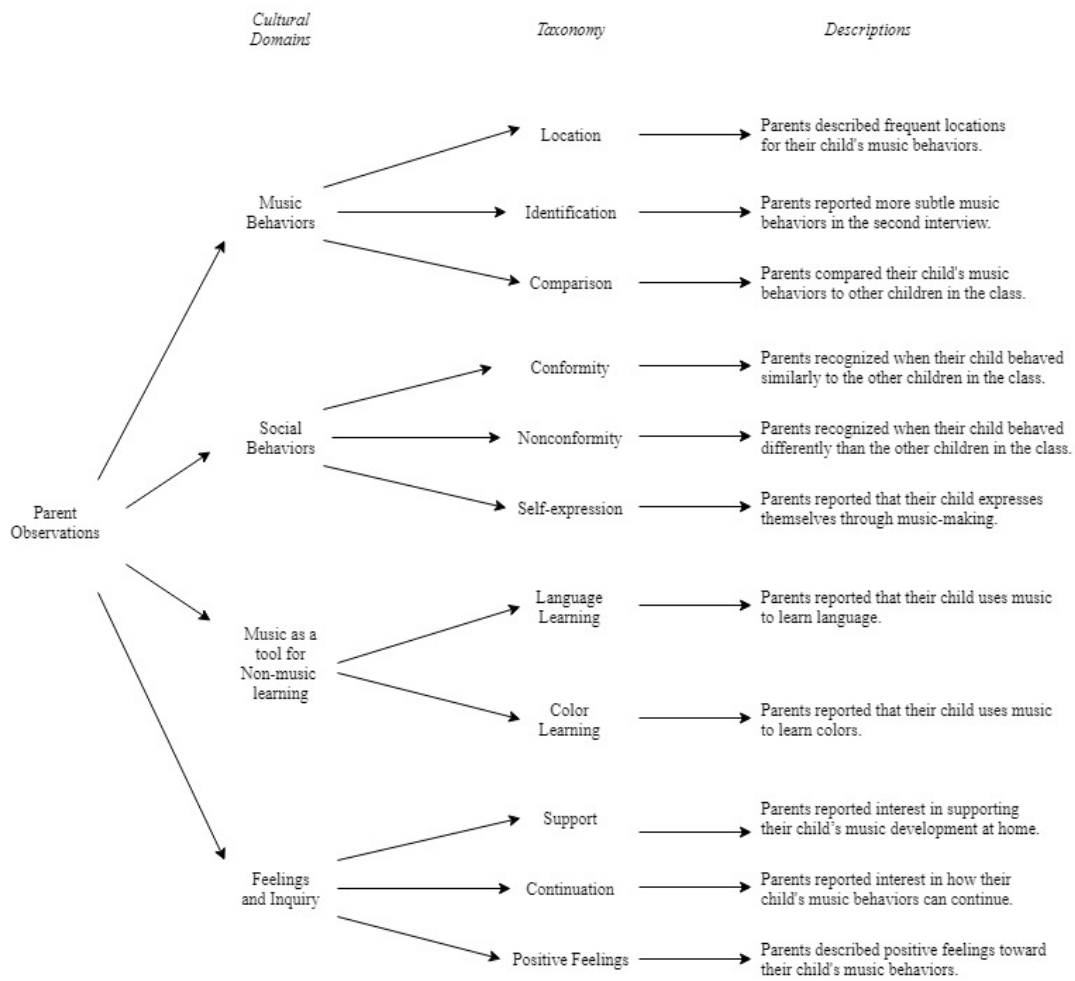 Cultural
Domains
Taxonomy
Descriptions
Parent
Observations
Music
Behaviors
Location
Parents described frequent locations
for their child's music behaviors.
Identification
Parents reported more subtle music
behaviors in the second interview.
Comparison
Parents compared their child's music
behaviors to other children in the class.
Social
Behaviors
Conformity
Parents recognized when their child behaved
similarly to the other children in the class.
Nonconformity
Parents recognized when their child behaved
differently than the other children in the class.
Self-expression
Parents reported that their child expresses
themselves through music-making.
Music as a
tool for
Non-music
learning
Language
Learning
Parents reported that their child uses music
to learn language.
Color
Learning
Parents reported that their child uses music
to learn colors.
Feelings
and Inquiry
Support
Parents reported interest in supporting
their child’s music development at home.
Continuation
Parents reported interest in how their
child's music behaviors can continue.
Positive Feelings
Parents described positive feelings toward
their child's music behaviors.